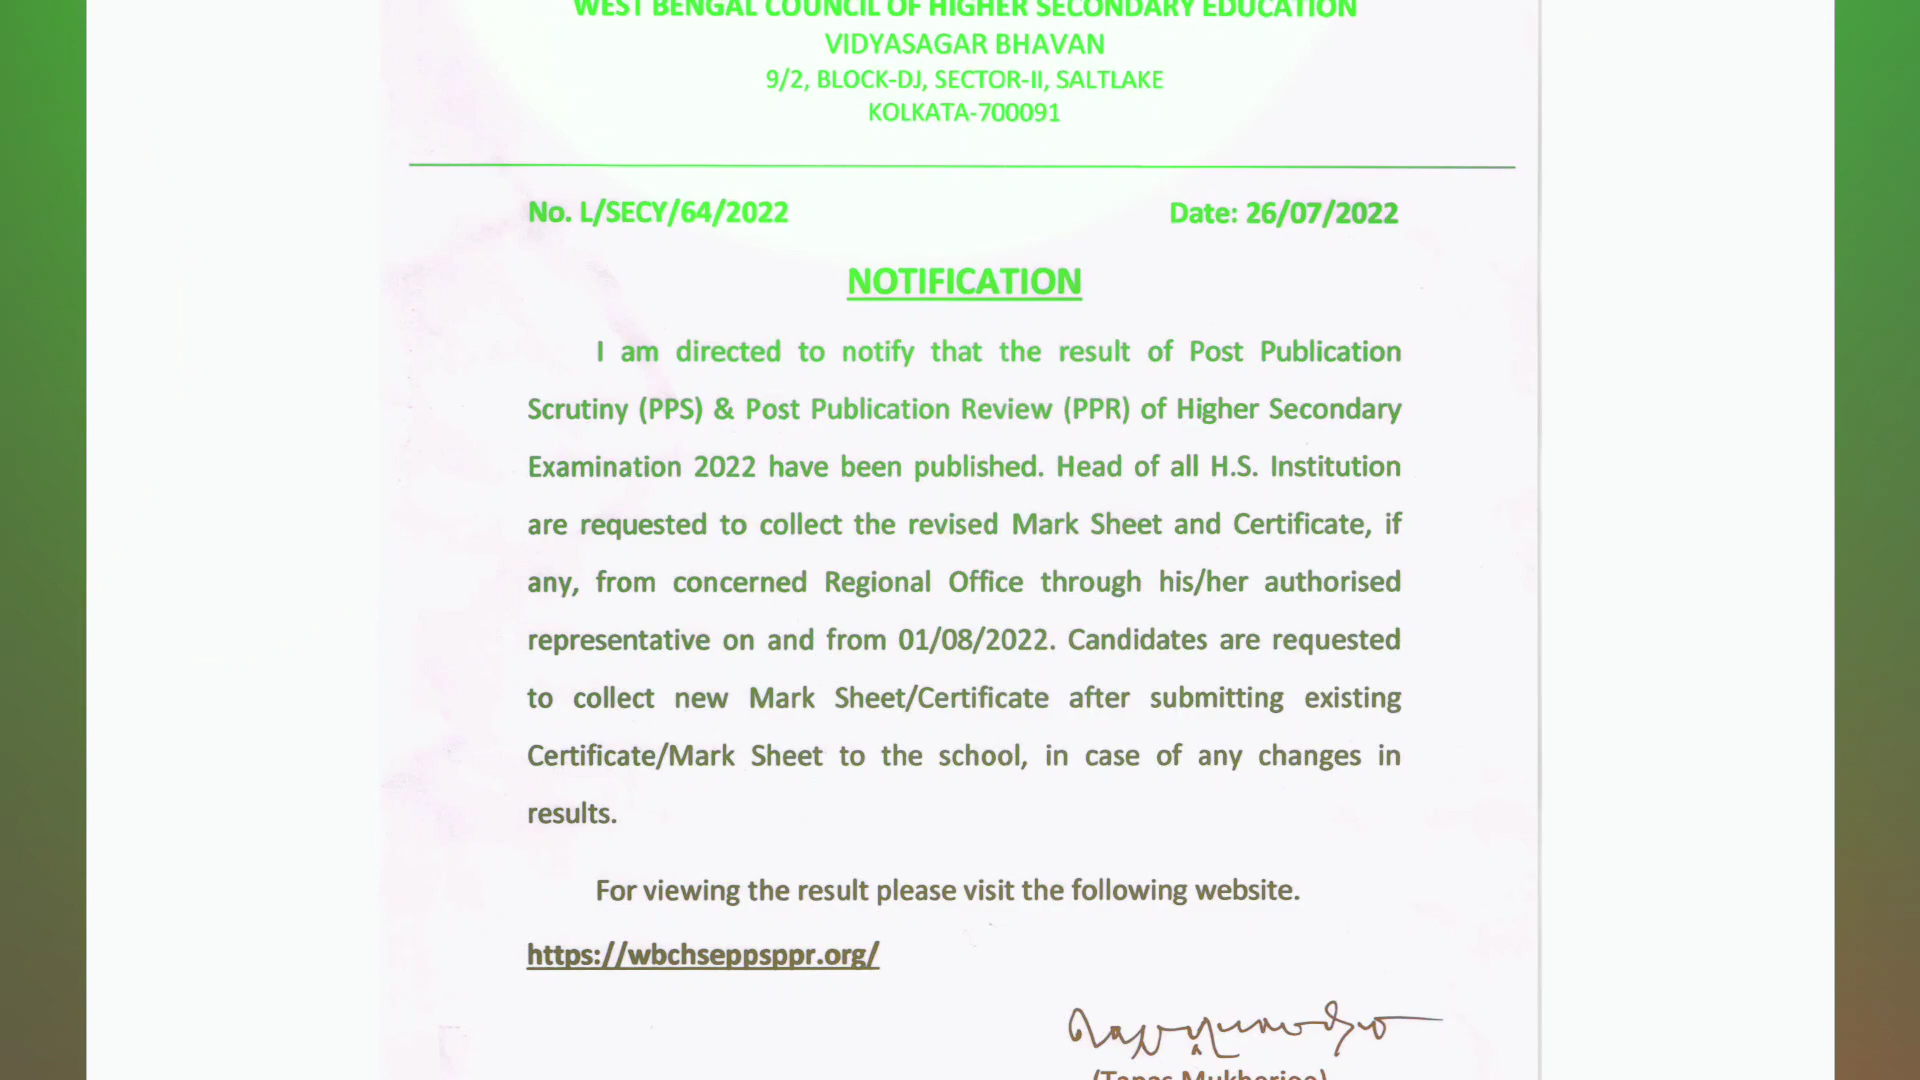 WEST BENGAL COUNCIL OF HIGHER SECONDARY EDUCATION
VIDYASAGAR BHAVAN
9/2, BLOCK-DJ, SECTOR-II, SALTLAKE
KOLKATA-700091
No. L/SECY/64/2022 Date: 26/07/2022
NOTIFICATION
I am directed to notify that the result of Post Publication
Scrutiny (PPS) & Post Publication Review (PPR) of Higher Secondary
Examination 2022 have been published. Head of all H.S. Institution
are requested to collect the revised Mark Sheet and Certificate, if
any, from concerned Regional Office through his/her authorised
representative on and from 01/08/2022. Candidates are requested
to collect new Mark Sheet/Certificate after submitting existing
Certificate/Mark Sheet to the school, in case of any changes in
results.
For viewing the result please visit the following website.
https://wbchseppsppr.org/
(Tapas Mukherjee)